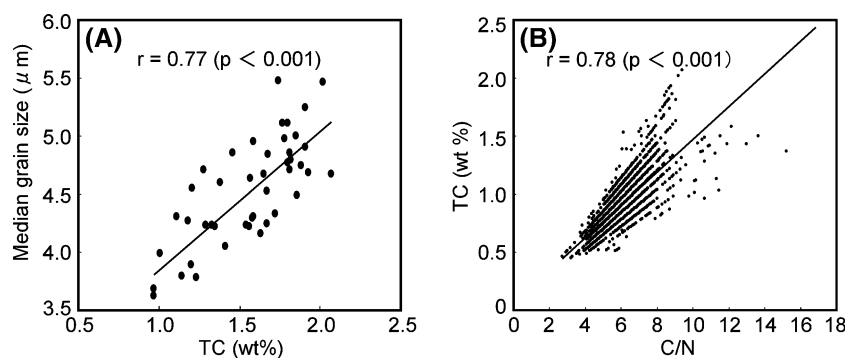 (A)
r = 0.77 (p < 0.001)
6.0
5.5
5.0
4.5
4.0
3.5
Median grain size (μm)
0.5 1.0 1.5 2.0 2.5
TC (wt%)
(B)
r = 0.78 (p < 0.001)
2.5
2.0
1.5
1.0
0.5
0
TC (wt %)
0 2 4 6 8 10 12 14 16 18
C/N